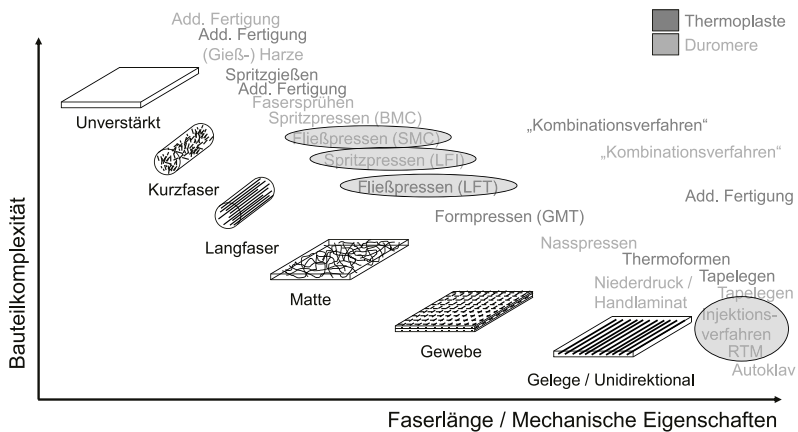 Add. Fertigung
Add. Fertigung
(Gieß-) Harze
Spritzgießen
Add. Fertigung
Fasersprühen
Spritzpressen (BMC)
Fließpressen (SMC)
Spritzpressen (LFI)
Fließpressen (LFT)
Formpressen (GMT)
Nasspressen
Thermoformen
Niederdruck /
Handlaminat
Tapelegen
Tapelegen
Injektions-
verfahren
RTM
Autoklav
Thermoplaste
Duromere
„Kombinationsverfahren“
„Kombinationsverfahren“
Add. Fertigung
Unverstärkt
Kurzfaser
Langfaser
Matte
Gewebe
Gelege / Unidirektional
Bauteilkomplexität
Faserlänge / Mechanische Eigenschaften